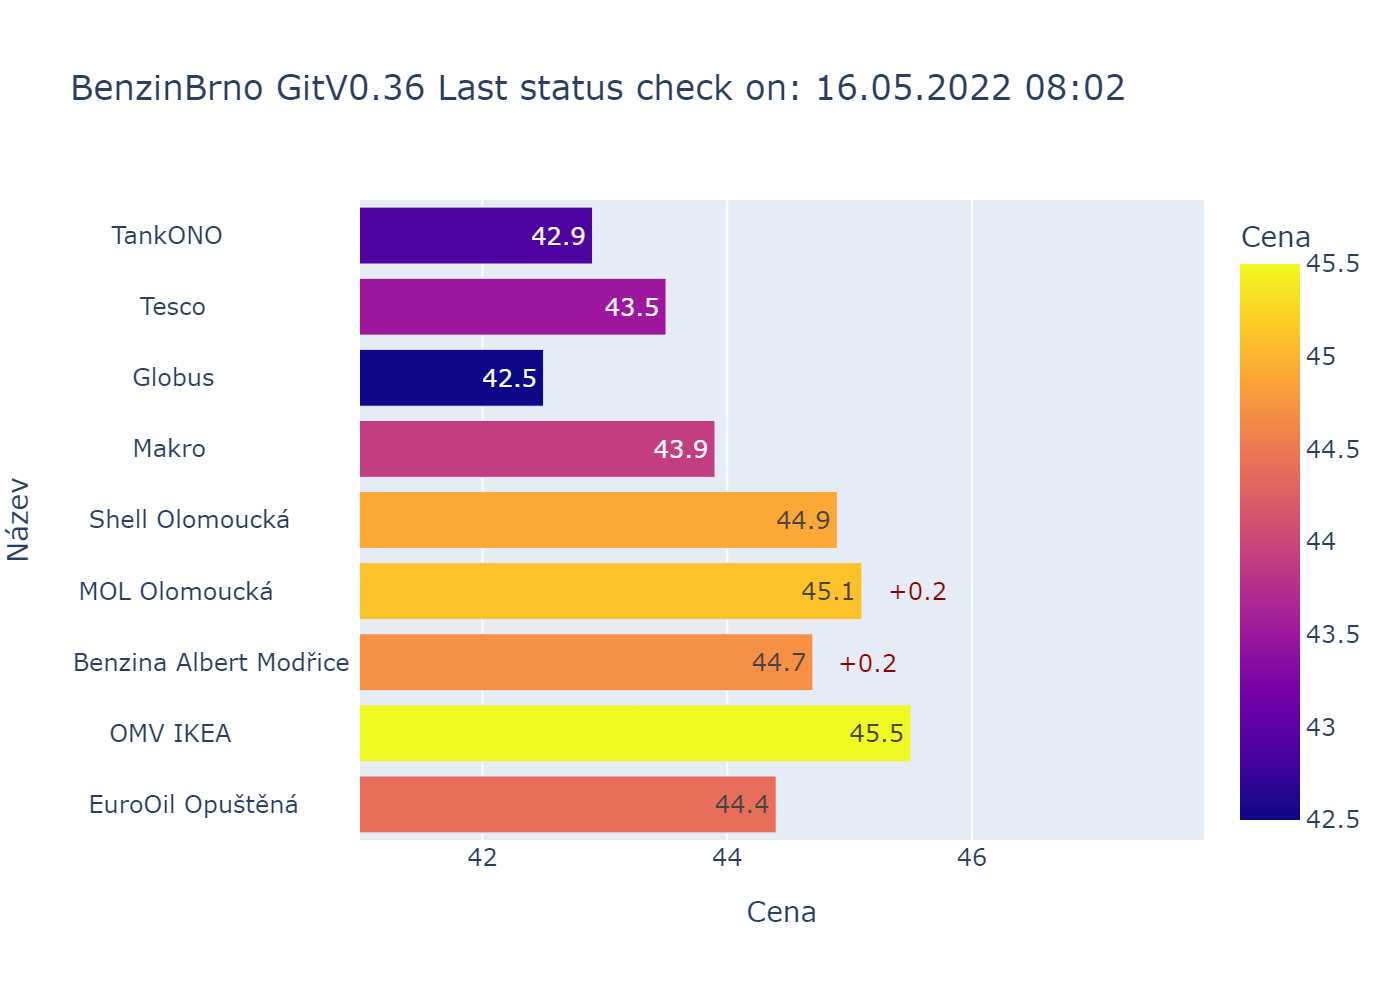 BenzinBrno GitV0.36 Last status check on: 16.05.2022 08:02
Název
TankONO
42.9
Tesco
43.5
Globus
42.5
Makro
43.9
Shell Olomoucká
44.9
MOL Olomoucká
45.1
+0.2
Benzina Albert Modřice
44.7
+0.2
OMV IKEA
45.5
EuroOil Opuštěná
44.4
42
44
46
Cena
Cena
45.5
45
44.5
44
43.5
43
42.5